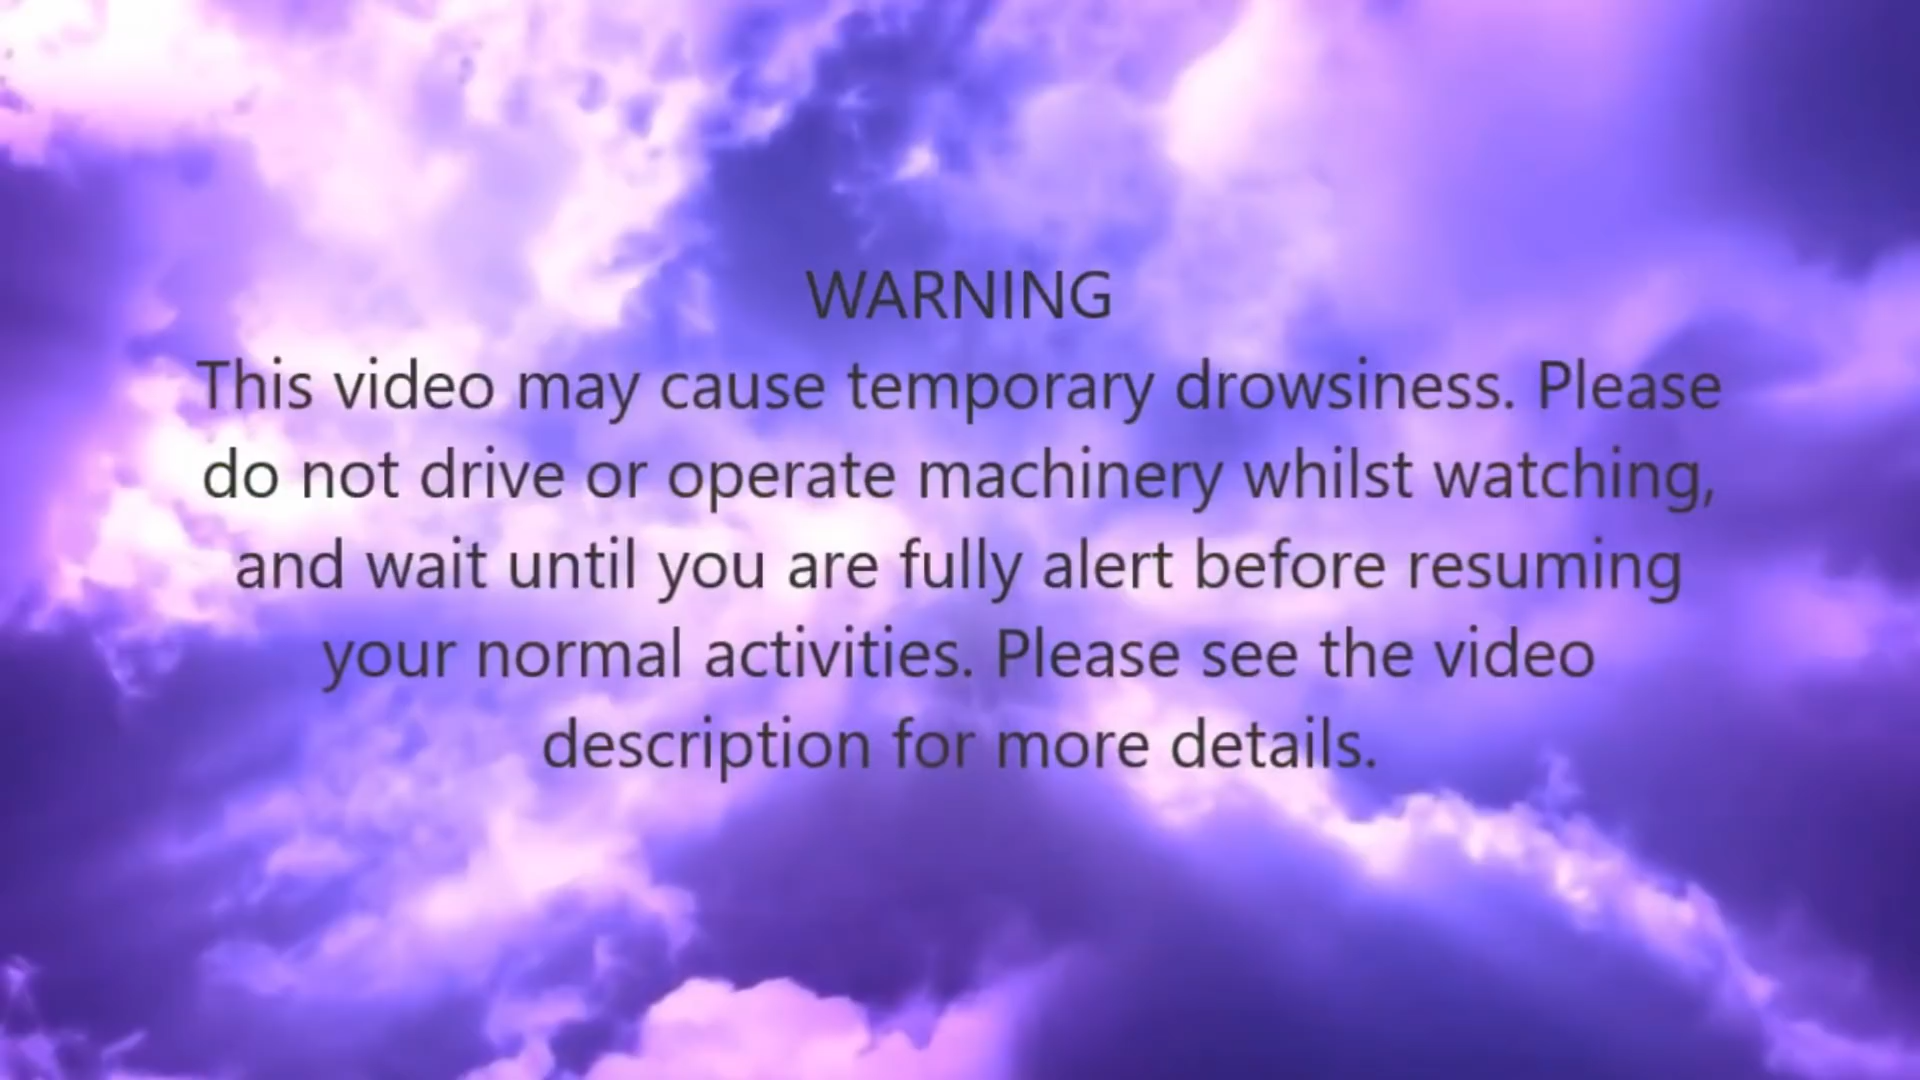 WARNING
This video may cause temporary drowsiness. Please
do not drive or operate machinery whilst watching,
and wait until you are fully alert before resuming
your normal activities. Please see the video
description for more details.